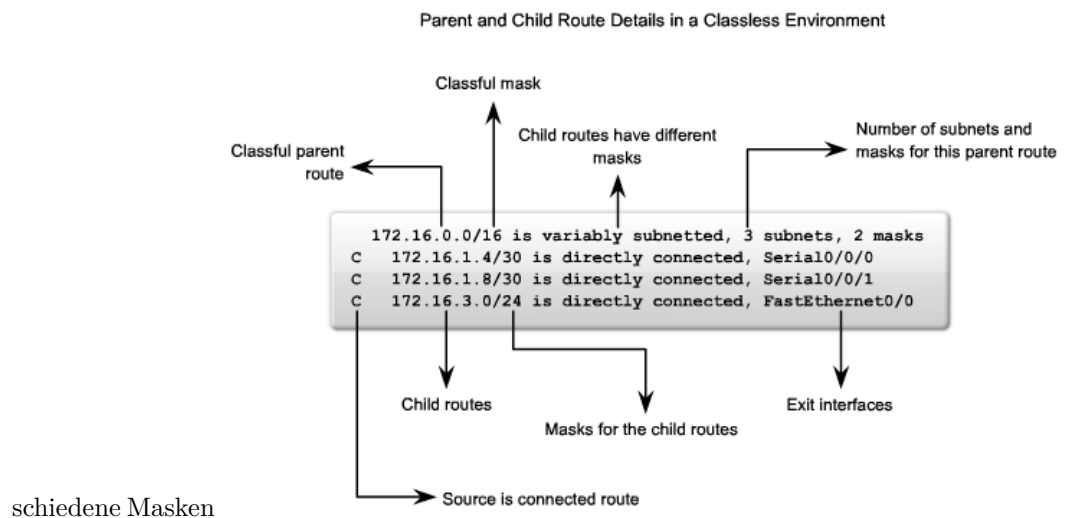 Parent and Child Route Details in a Classless Environment
Classful mask
Child routes have different
masks
Number of subnets and
masks for this parent route
Classful parent
route
172.16.0.0/16 is variably subnetted, 3 subnets, 2 masks
C 172.16.1.4/30 is directly connected, Serial0/0/0
C 172.16.1.8/30 is directly connected, Serial0/0/1
C 172.16.3.0/24 is directly connected, FastEthernet0/0
Child routes
Masks for the child routes
Exit interfaces
Source is connected route
schiedene Masken